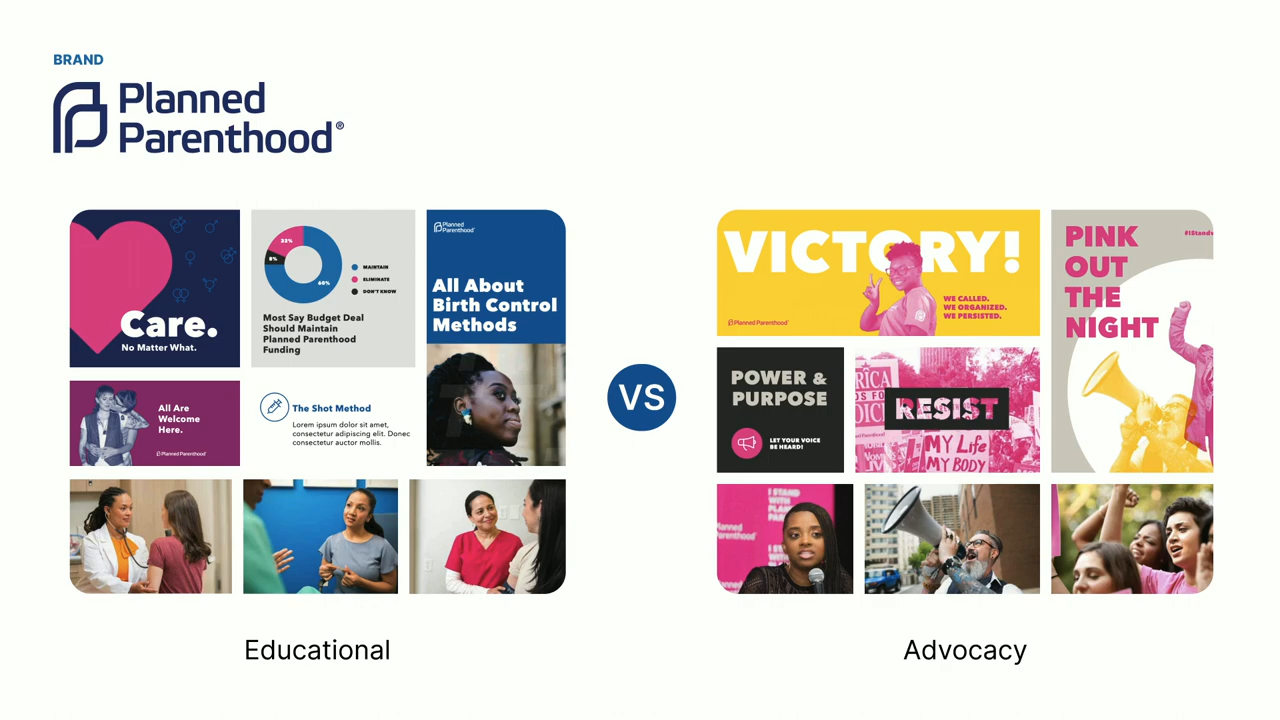 BRAND
Planned
Parenthood®
Care.
No Matter What.
32%
8%
60%
MAINTAIN
ELIMINATE
DON'T KNOW
Most Say Budget Deal
Should Maintain
Planned Parenthood
Funding
Planned
Parenthood
All About
Birth Control
Methods
All Are
Welcome
Here.
Planned Parenthood
The Shot Method
Lorem ipsum dolor sit amet,
consectetur adipiscing elit. Donec
consectetur auctor mollis.
VS
VICTORY!
WE CALLED.
WE ORGANIZED.
WE PERSISTED.
Planned Parenthood
PINK
OUT
THE
NIGHT
#IStand
POWER &
PURPOSE
LET YOUR VOICE
BE HEARD!
RESIST
MY Life
MY BODY
I STAND
WITH
Educational
Advocacy